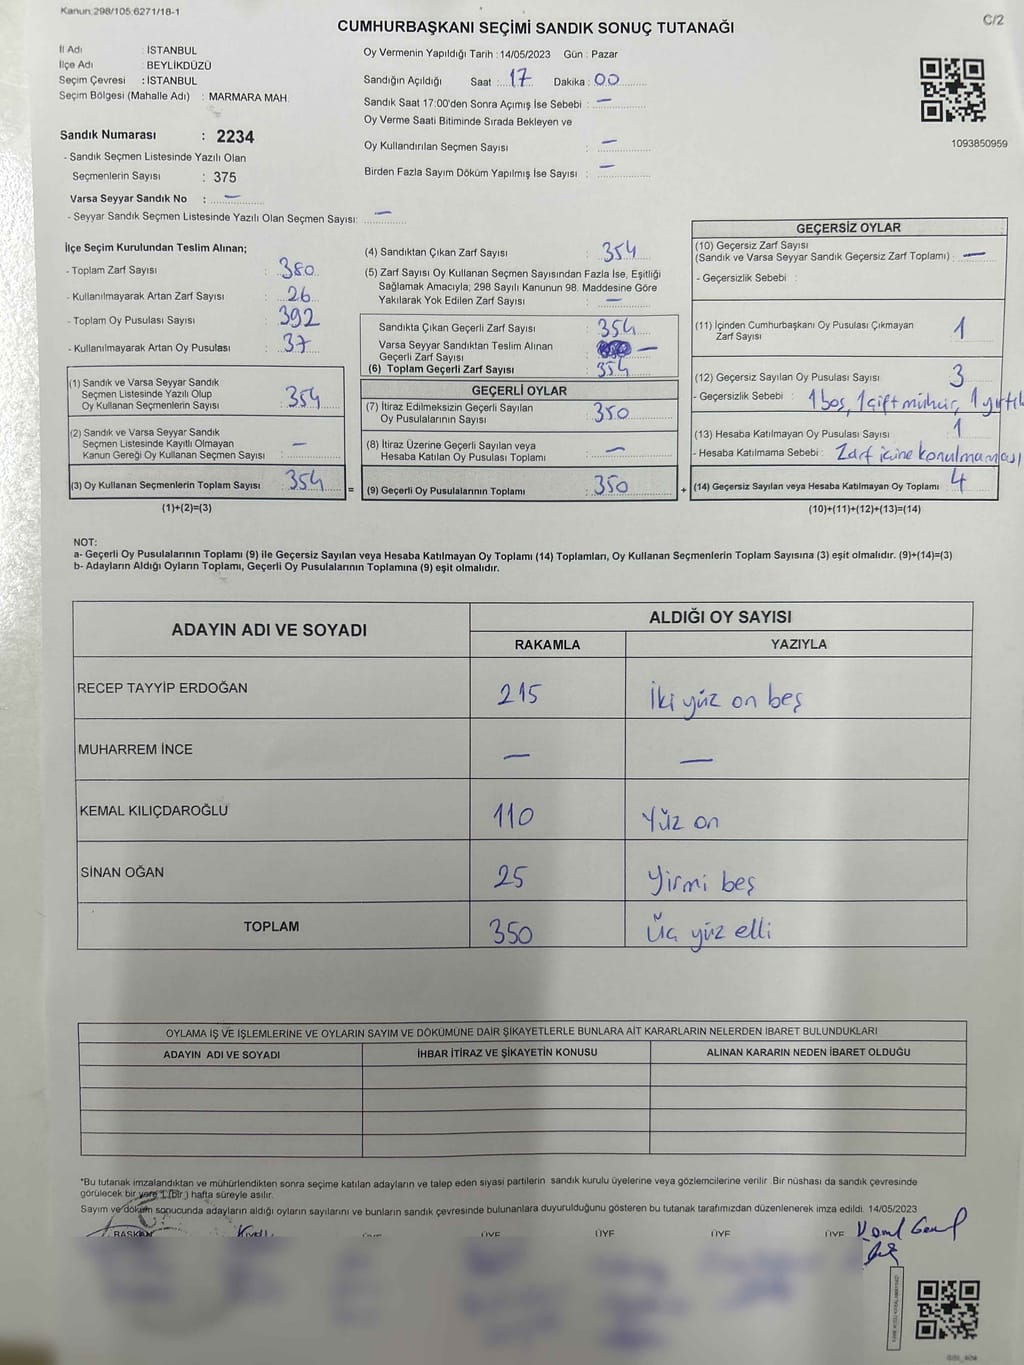 Kanun:298/105;6271/18-1
C/2
CUMHURBAŞKANI SEÇİMİ SANDIK SONUÇ TUTANAĞI
İl Adı : İSTANBUL
İlçe Adı : BEYLİKDÜZÜ
Seçim Çevresi : İSTANBUL
Seçim Bölgesi (Mahalle Adı) : MARMARA MAH.
Oy Vermenin Yapıldığı Tarih : 14/05/2023 Gün : Pazar
Sandığın Açıldığı Saat : 17 Dakika : 00
Sandık Saat 17:00'den Sonra Açımış İse Sebebi : —
Oy Verme Saati Bitiminde Sırada Bekleyen ve
Oy Kullandırılan Seçmen Sayısı : —
Birden Fazla Sayım Döküm Yapılmış İse Sayısı : —
1093850959
Sandık Numarası : 2234
- Sandık Seçmen Listesinde Yazılı Olan
Seçmenlerin Sayısı : 375
Varsa Seyyar Sandık No : —
- Seyyar Sandık Seçmen Listesinde Yazılı Olan Seçmen Sayısı: —
İlçe Seçim Kurulundan Teslim Alınan;
- Toplam Zarf Sayısı : 380
- Kullanılmayarak Artan Zarf Sayısı : 26
- Toplam Oy Pusulası Sayısı : 392
- Kullanılmayarak Artan Oy Pusulası : 37
(1) Sandık ve Varsa Seyyar Sandık
Seçmen Listesinde Yazılı Olup
Oy Kullanan Seçmenlerin Sayısı : 354
(2) Sandık ve Varsa Seyyar Sandık
Seçmen Listesinde Kayıtlı Olmayan
Kanun Gereği Oy Kullanan Seçmen Sayısı : —
(3) Oy Kullanan Seçmenlerin Toplam Sayısı : 354
(1)+(2)=(3)
=
(4) Sandıktan Çıkan Zarf Sayısı : 354
(5) Zarf Sayısı Oy Kullanan Seçmen Sayısından Fazla İse, Eşitliği
Sağlamak Amacıyla; 298 Sayılı Kanunun 98. Maddesine Göre
Yakılarak Yok Edilen Zarf Sayısı : —
Sandıkta Çıkan Geçerli Zarf Sayısı : 354
Varsa Seyyar Sandıktan Teslim Alınan
Geçerli Zarf Sayısı : —
(6) Toplam Geçerli Zarf Sayısı : 354
GEÇERLİ OYLAR
(7) İtiraz Edilmeksizin Geçerli Sayılan
Oy Pusulalarının Sayısı : 350
(8) İtiraz Üzerine Geçerli Sayılan veya
Hesaba Katılan Oy Pusulası Toplamı : —
(9) Geçerli Oy Pusulalarının Toplamı : 350
+
GEÇERSİZ OYLAR
(10) Geçersiz Zarf Sayısı
(Sandık ve Varsa Seyyar Sandık Geçersiz Zarf Toplamı) : —
- Geçersizlik Sebebi :
(11) İçinden Cumhurbaşkanı Oy Pusulası Çıkmayan
Zarf Sayısı 1
(12) Geçersiz Sayılan Oy Pusulası Sayısı 3
- Geçersizlik Sebebi : 1 boş, 1 çift mühür, 1 yırtık
(13) Hesaba Katılmayan Oy Pusulası Sayısı 1
- Hesaba Katılmama Sebebi : Zarf içine konulmaması
(14) Geçersiz Sayılan veya Hesaba Katılmayan Oy Toplamı : 4
(10)+(11)+(12)+(13)=(14)
NOT:
a- Geçerli Oy Pusulalarının Toplamı (9) ile Geçersiz Sayılan veya Hesaba Katılmayan Oy Toplamı (14) Toplamları, Oy Kullanan Seçmenlerin Toplam Sayısına (3) eşit olmalıdır. (9)+(14)=(3)
b- Adayların Aldığı Oyların Toplamı, Geçerli Oy Pusulalarının Toplamına (9) eşit olmalıdır.
ADAYIN ADI VE SOYADI
ALDIĞI OY SAYISI
RAKAMLA YAZIYLA
RECEP TAYYİP ERDOĞAN 215 İki yüz on beş
MUHARREM İNCE — —
KEMAL KILIÇDAROĞLU 110 Yüz on
SİNAN OĞAN 25 Yirmi beş
TOPLAM 350 Üç yüz elli
OYLAMA İŞ VE İŞLEMLERİNE VE OYLARIN SAYIM VE DÖKÜMÜNE DAİR ŞİKAYETLERLE BUNLARA AİT KARARLARIN NELERDEN İBARET BULUNDUKLARI
ADAYIN ADI VE SOYADI İHBAR İTİRAZ VE ŞİKAYETİN KONUSU ALINAN KARARIN NEDEN İBARET OLDUĞU
*Bu tutanak imzalandıktan ve mühürlendikten sonra seçime katılan adayların ve talep eden siyasi partilerin sandık kurulu üyelerine veya gözlemcilerine verilir. Bir nüshası da sandık çevresinde
görülecek bir yere 1 (bir ) hafta süreyle asılır.
Sayım ve döküm sonucunda adayların aldığı oyların sayılarını ve bunların sandık çevresinde bulunanlara duyurulduğunu gösteren bu tutanak tarafımızdan düzenlenerek imza edildi. 14/05/2023
BAŞKAN ÜYE ÜYE ÜYE ÜYE ÜYE